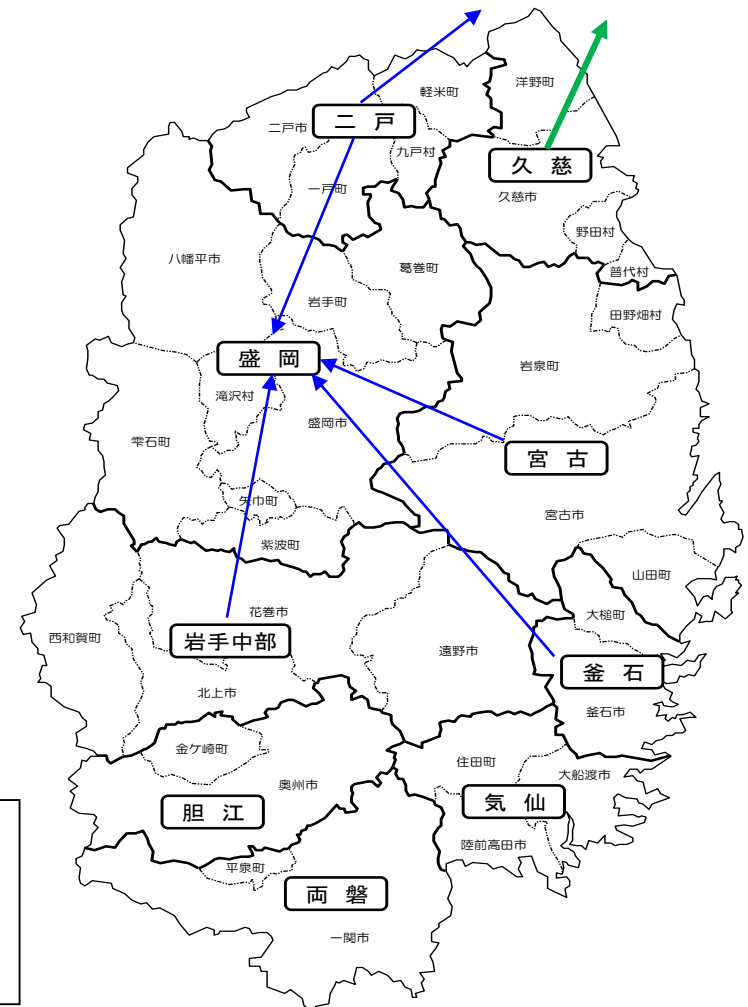 洋野町
軽米町
二戸市
二 戸
九戸村
久 慈
一戸町
久慈市
野田村
八幡平市
葛巻町
普代村
岩手町
田野畑村
盛 岡
岩泉町
滝沢村
盛岡市
雫石町
宮 古
矢巾町
宮古市
紫波町
山田町
花巻市
大槌町
西和賀町
岩手中部
遠野市
釜 石
北上市
釜石市
金ケ崎町
住田町
大船渡市
奥州市
胆 江
気 仙
陸前高田市
平泉町
両 磐
一関市